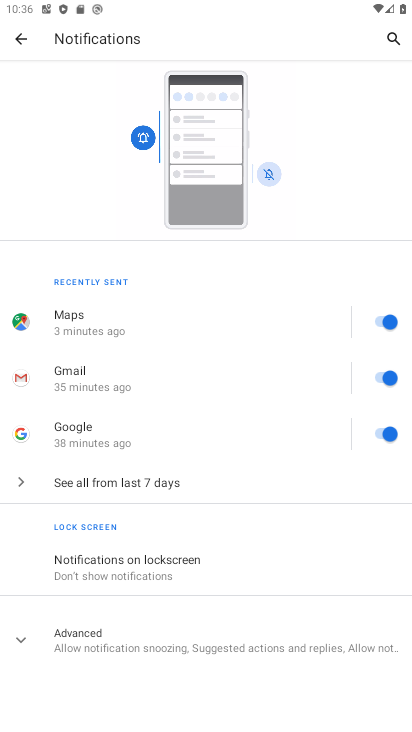 10:36
Notifications
RECENTLY SENT
Maps
3 minutes ago
Gmail
35 minutes ago
Google
38 minutes ago
See all from last 7 days
LOCK SCREEN
Notifications on lockscreen
Don't show notifications
Advanced
Allow notification snoozing, Suggested actions and replies, Allow not..